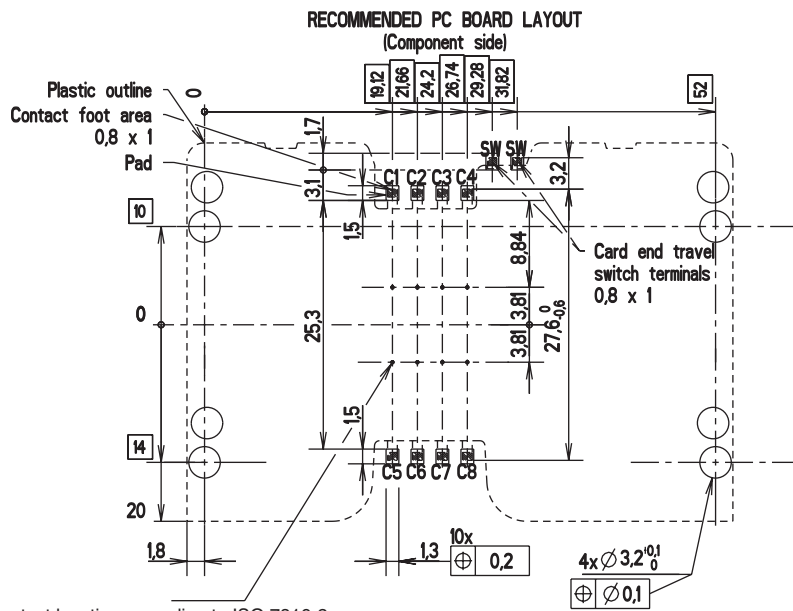 RECOMMENDED PC BOARD LAYOUT
(Component side)
19,12
21,66
24,2
26,74
29,28
31,82
52
0
Plastic outline
Contact foot area
0,8 x 1
Pad
1,7
3,1
SW SW
C1 C2 C3 C4
3,2
10
1,5
8,84
Card end travel
switch terminals
0,8 x 1
0
25,3
3,81
3,81
27,6 0 -0,6
1,5
14
C5 C6 C7 C8
20
1,8
1,3
10x
⌖ 0,2
4x Ø 3,2 +0,1 0
⌖ Ø 0,1